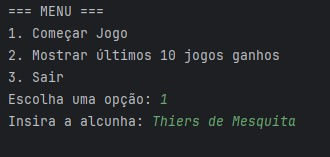 === MENU ===
1. Começar Jogo
2. Mostrar últimos 10 jogos ganhos
3. Sair
Escolha uma opção: 1
Insira a alcunha: Thiers de Mesquita